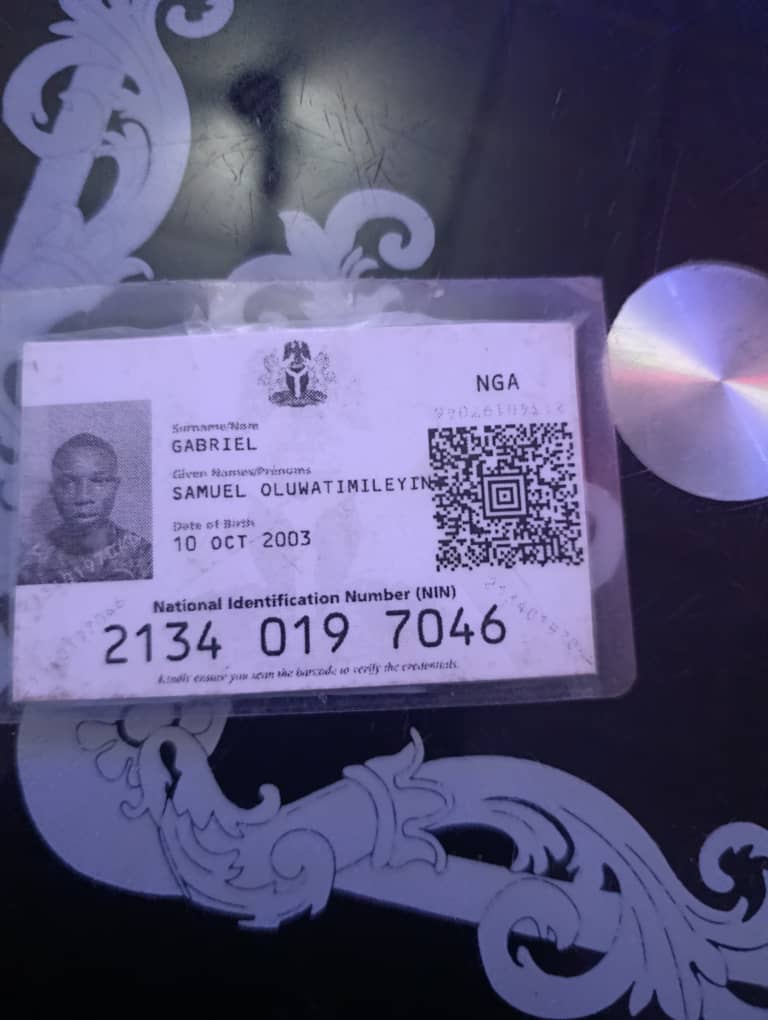 NGA
Surname/Nom
GABRIEL
Given Names/Prénoms
SAMUEL OLUWATIMILEYIN
Date of Birth
10 OCT 2003
National Identification Number (NIN)
2134 019 7046
Kindly ensure you scan the barcode to verify the credentials.